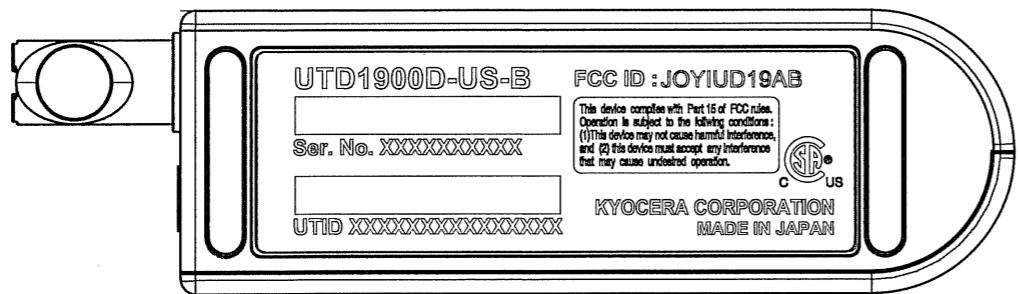 UTD1900D-US-B
FCC ID : JOYIUD19AB
This device complies with Part 15 of FCC rules.
Operation is subject to the follwing conditions :
(1)This device may not cause harmful interference,
and (2) this device must accept any interference
that may cause undesired operation.
Ser. No. XXXXXXXXXX
SA ®
C US
UTID XXXXXXXXXXXXXXXX
KYOCERA CORPORATION
MADE IN JAPAN